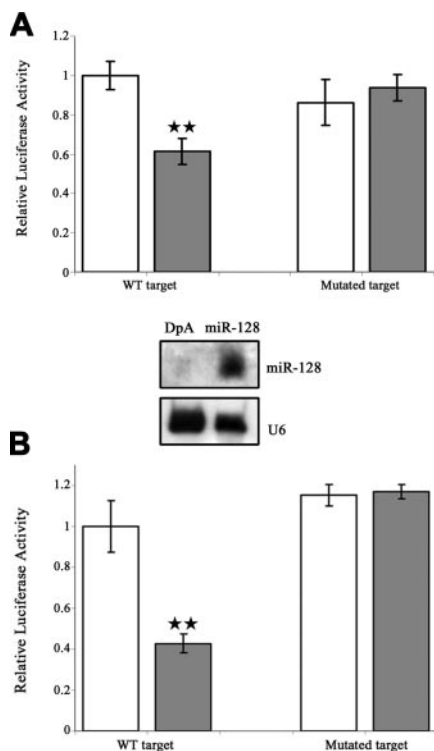 A
Relative Luciferase Activity
1.2
1
0.8
0.6
0.4
0.2
0
★★
WT target
Mutated target
DpA miR-128
miR-128
U6
B
Relative Luciferase Activity
1.2
1
0.8
0.6
0.4
0.2
0
★★
WT target
Mutated target